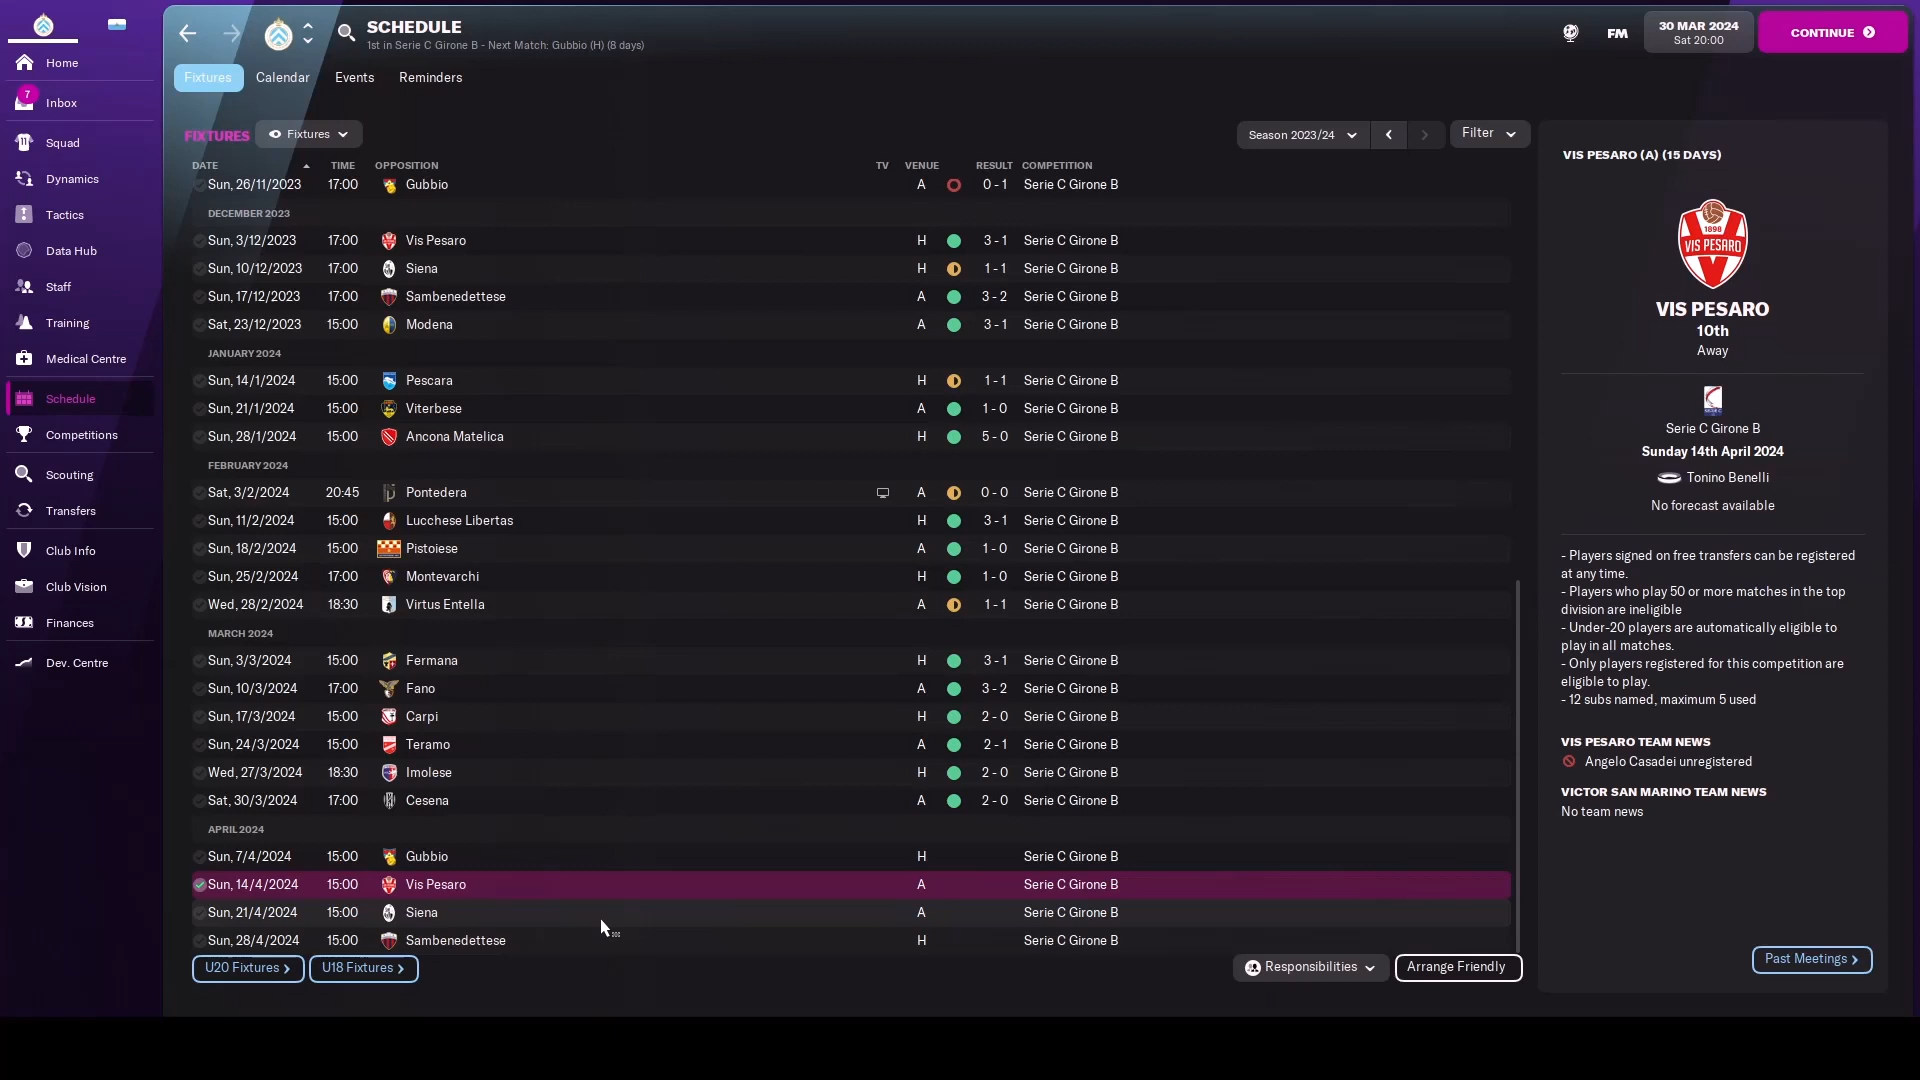 SCHEDULE
1st in Serie C Girone B - Next Match: Gubbio (H) (8 days)
FM
30 MAR 2024
Sat 20:00
CONTINUE
Home
7
Inbox
Squad
Dynamics
Tactics
Data Hub
Staff
Training
Medical Centre
Schedule
Competitions
Scouting
Transfers
Club Info
Club Vision
Finances
Dev. Centre
Fixtures Calendar Events Reminders
FIXTURES Fixtures Season 2023/24 Filter
DATE TIME OPPOSITION TV VENUE RESULT COMPETITION
Sun, 26/11/2023 17:00 Gubbio A 0 - 1 Serie C Girone B
DECEMBER 2023
Sun, 3/12/2023 17:00 Vis Pesaro H 3 - 1 Serie C Girone B
Sun, 10/12/2023 17:00 Siena H 1 - 1 Serie C Girone B
Sun, 17/12/2023 17:00 Sambenedettese A 3 - 2 Serie C Girone B
Sat, 23/12/2023 15:00 Modena A 3 - 1 Serie C Girone B
JANUARY 2024
Sun, 14/1/2024 15:00 Pescara H 1 - 1 Serie C Girone B
Sun, 21/1/2024 15:00 Viterbese A 1 - 0 Serie C Girone B
Sun, 28/1/2024 15:00 Ancona Matelica H 5 - 0 Serie C Girone B
FEBRUARY 2024
Sat, 3/2/2024 20:45 Pontedera A 0 - 0 Serie C Girone B
Sun, 11/2/2024 15:00 Lucchese Libertas H 3 - 1 Serie C Girone B
Sun, 18/2/2024 15:00 Pistoiese A 1 - 0 Serie C Girone B
Sun, 25/2/2024 17:00 Montevarchi H 1 - 0 Serie C Girone B
Wed, 28/2/2024 18:30 Virtus Entella A 1 - 1 Serie C Girone B
MARCH 2024
Sun, 3/3/2024 15:00 Fermana H 3 - 1 Serie C Girone B
Sun, 10/3/2024 17:00 Fano A 3 - 2 Serie C Girone B
Sun, 17/3/2024 15:00 Carpi H 2 - 0 Serie C Girone B
Sun, 24/3/2024 15:00 Teramo A 2 - 1 Serie C Girone B
Wed, 27/3/2024 18:30 Imolese H 2 - 0 Serie C Girone B
Sat, 30/3/2024 17:00 Cesena A 2 - 0 Serie C Girone B
APRIL 2024
Sun, 7/4/2024 15:00 Gubbio H Serie C Girone B
Sun, 14/4/2024 15:00 Vis Pesaro A Serie C Girone B
Sun, 21/4/2024 15:00 Siena A Serie C Girone B
Sun, 28/4/2024 15:00 Sambenedettese H Serie C Girone B
U20 Fixtures U18 Fixtures Responsibilities Arrange Friendly
VIS PESARO (A) (15 DAYS)
1898
VIS PESARO
VIS PESARO
10th
Away
Serie C Girone B
Sunday 14th April 2024
Tonino Benelli
No forecast available
- Players signed on free transfers can be registered
at any time.
- Players who play 50 or more matches in the top
division are ineligible
- Under-20 players are automatically eligible to
play in all matches.
- Only players registered for this competition are
eligible to play.
- 12 subs named, maximum 5 used
VIS PESARO TEAM NEWS
Angelo Casadei unregistered
VICTOR SAN MARINO TEAM NEWS
No team news
Past Meetings